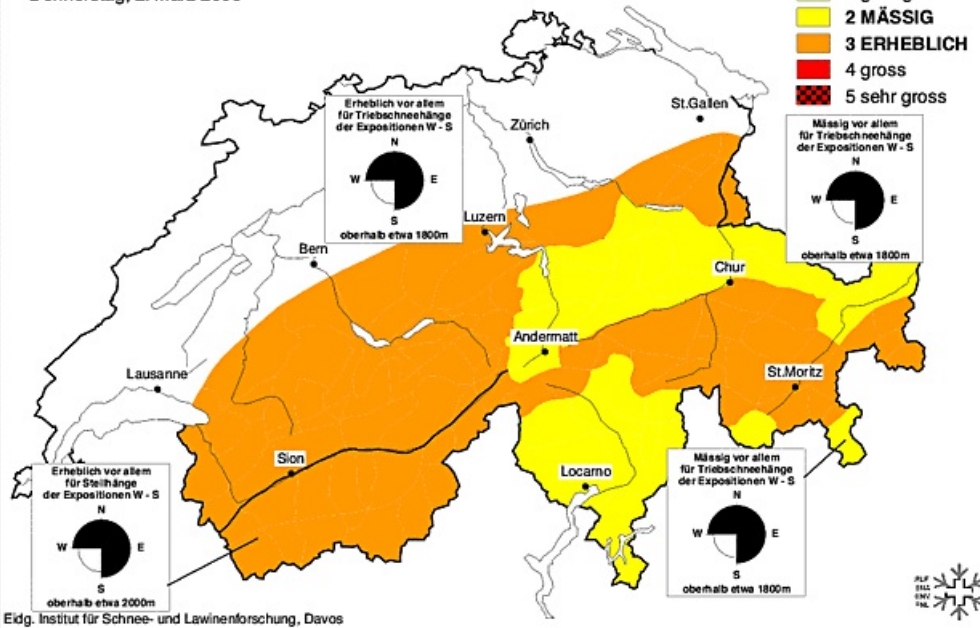 2 MÄSSIG
3 ERHEBLICH
4 gross
5 sehr gross
St.Gallen
Zürich
Erheblich vor allem
für Triebschneehänge
der Expositionen W - S
N
W E
S
oberhalb etwa 1800m
Mässig vor allem
für Triebschneehänge
der Expositionen W - S
N
W E
S
oberhalb etwa 1800m
Luzern
Bern
Chur
Andermatt
St.Moritz
Lausanne
Sion
Locarno
Erheblich vor allem
für Steilhänge
der Expositionen W - S
N
W E
S
oberhalb etwa 2000m
Mässig vor allem
für Triebschneehänge
der Expositionen W - S
N
W E
S
oberhalb etwa 1800m
Eidg. Institut für Schnee- und Lawinenforschung, Davos